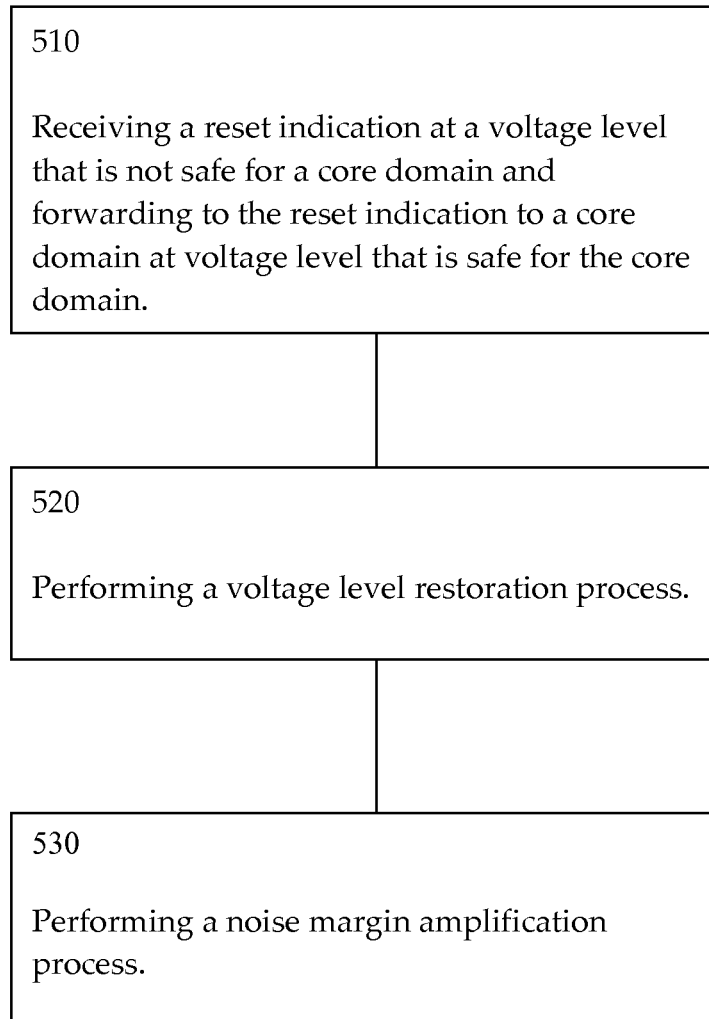 510
Receiving a reset indication at a voltage level
that is not safe for a core domain and
forwarding to the reset indication to a core
domain at voltage level that is safe for the core
domain.
520
Performing a voltage level restoration process.
530
Performing a noise margin amplification
process.